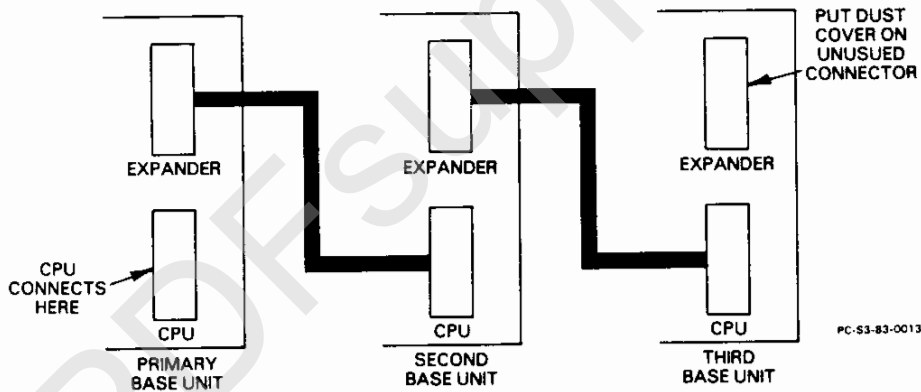 PUT DUST
COVER ON
UNUSUED
CONNECTOR
EXPANDER
EXPANDER
EXPANDER
CPU
CONNECTS
HERE
CPU
CPU
CPU
PC-S3-83-0013
PRIMARY
BASE UNIT
SECOND
BASE UNIT
THIRD
BASE UNIT
PDFsup